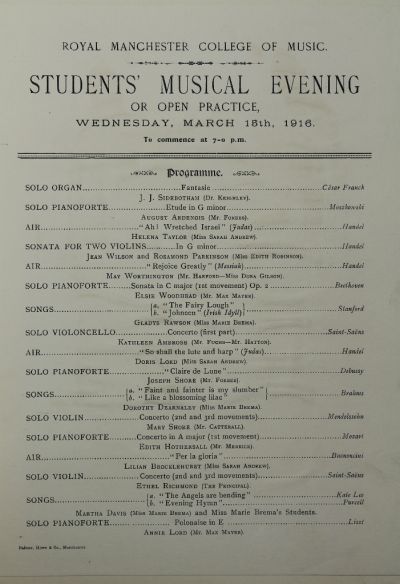 ROYAL MANCHESTER COLLEGE OF MUSIC.
STUDENTS' MUSICAL EVENING
OR OPEN PRACTICE,
WEDNESDAY, MARCH 15th, 1916.
To commence at 7-0 p.m.
Programme.
SOLO ORGAN...Fantasie...César Franck
J. J. SIDEBOTHAM (DR. KEIGHLEY).
SOLO PIANOFORTE...Etude in G minor...Moszkowski
AUGUST ARDENOIS (MR. FORBES).
AIR..."Ah! Wretched Israel" (Judas)...Handel
HELENA TAYLOR (MISS SARAH ANDREW).
SONATA FOR TWO VIOLINS...In G minor...Handel
JEAN WILSON and ROSAMOND PARKINSON (MISS EDITH ROBINSON).
AIR..."Rejoice Greatly" (Messiah)...Handel
MAY WORTHINGTON (MR. HARFORD—MISS DORA GILSON).
SOLO PIANOFORTE...Sonata in C major (1st movement) Op. 2...Beethoven
ELSIE WOODHEAD (MR. MAX MAYER).
SONGS...a. "The Fairy Lough"
b. "Johneen" (Irish Idyll)...Stanford
GLADYS RAWSON (MISS MARIE BREMA).
SOLO VIOLONCELLO...Concerto (first part)...Saint-Saëns
KATHLEEN AMBROSE (MR. FUCHS—MR. HATTON).
AIR..."So shall the lute and harp" (Judas)...Handel
DORIS LORD (MISS SARAH ANDREW).
SOLO PIANOFORTE..."Claire de Lune"...Debussy
JOSEPH SHORE (MR. FORBES).
SONGS...a. "Faint and fainter is my slumber"
b. "Like a blossoming lilac"...Brahms
DOROTHY DEARNALEY (MISS MARIE BREMA).
SOLO VIOLIN...Concerto (2nd and 3rd movements)...Mendelssohn
MARY SHORE (MR. CATTERALL).
SOLO PIANOFORTE...Concerto in A major (1st movement)...Mozart
EDITH HOTHERSALL (MR. MERRICK).
AIR..."Per la gloria"...Buononcini
LILIAN BROCKLEHURST (MISS SARAH ANDREW).
SOLO VIOLIN...Concerto (2nd and 3rd movements)...Saint-Saëns
ETHEL RICHMOND (THE PRINCIPAL).
SONGS...a. "The Angels are bending"...Kate Lee
b. "Evening Hymn"...Purcell
MARTHA DAVIS (MISS MARIE BREMA) and Miss Marie Brema's Students.
SOLO PIANOFORTE...Polonaise in E...Liszt
ANNIE LORD (MR. MAX MAYER).